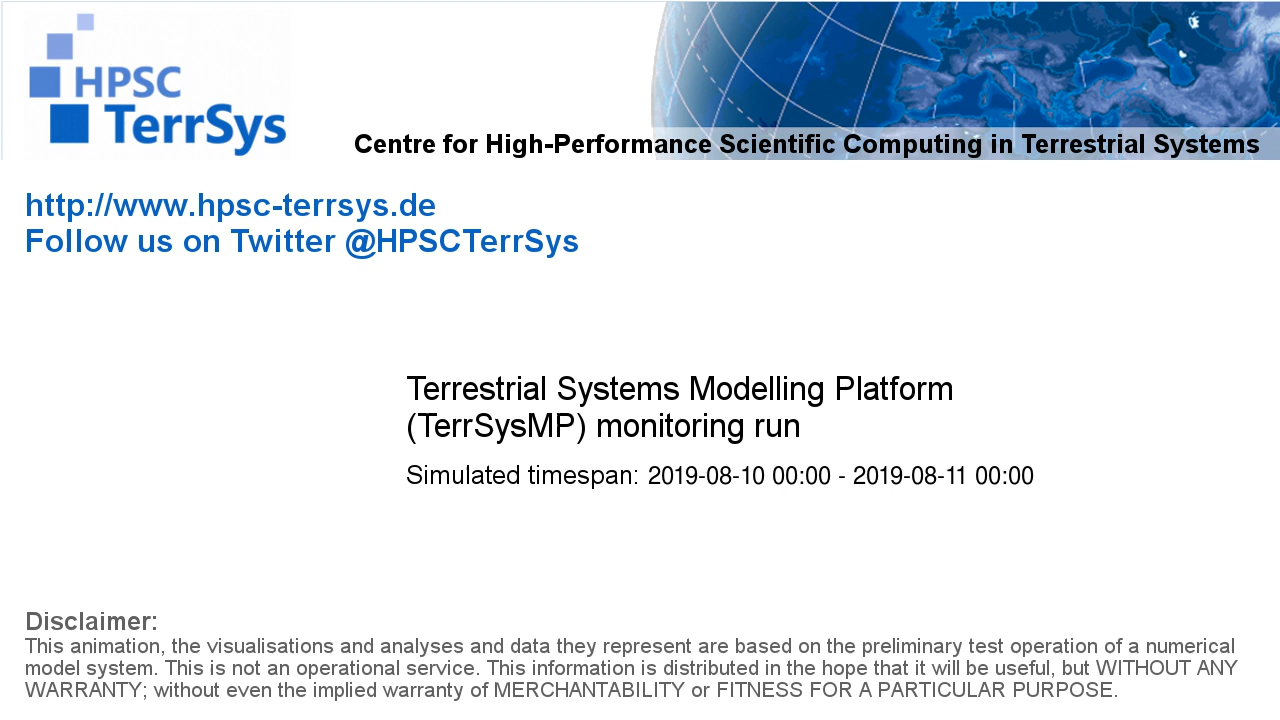 HPSC
TerrSys
Centre for High-Performance Scientific Computing in Terrestrial Systems
http://www.hpsc-terrsys.de
Follow us on Twitter @HPSCTerrSys
Terrestrial Systems Modelling Platform
(TerrSysMP) monitoring run
Simulated timespan: 2019-08-10 00:00 - 2019-08-11 00:00
Disclaimer:
This animation, the visualisations and analyses and data they represent are based on the preliminary test operation of a numerical
model system. This is not an operational service. This information is distributed in the hope that it will be useful, but WITHOUT ANY
WARRANTY; without even the implied warranty of MERCHANTABILITY or FITNESS FOR A PARTICULAR PURPOSE.